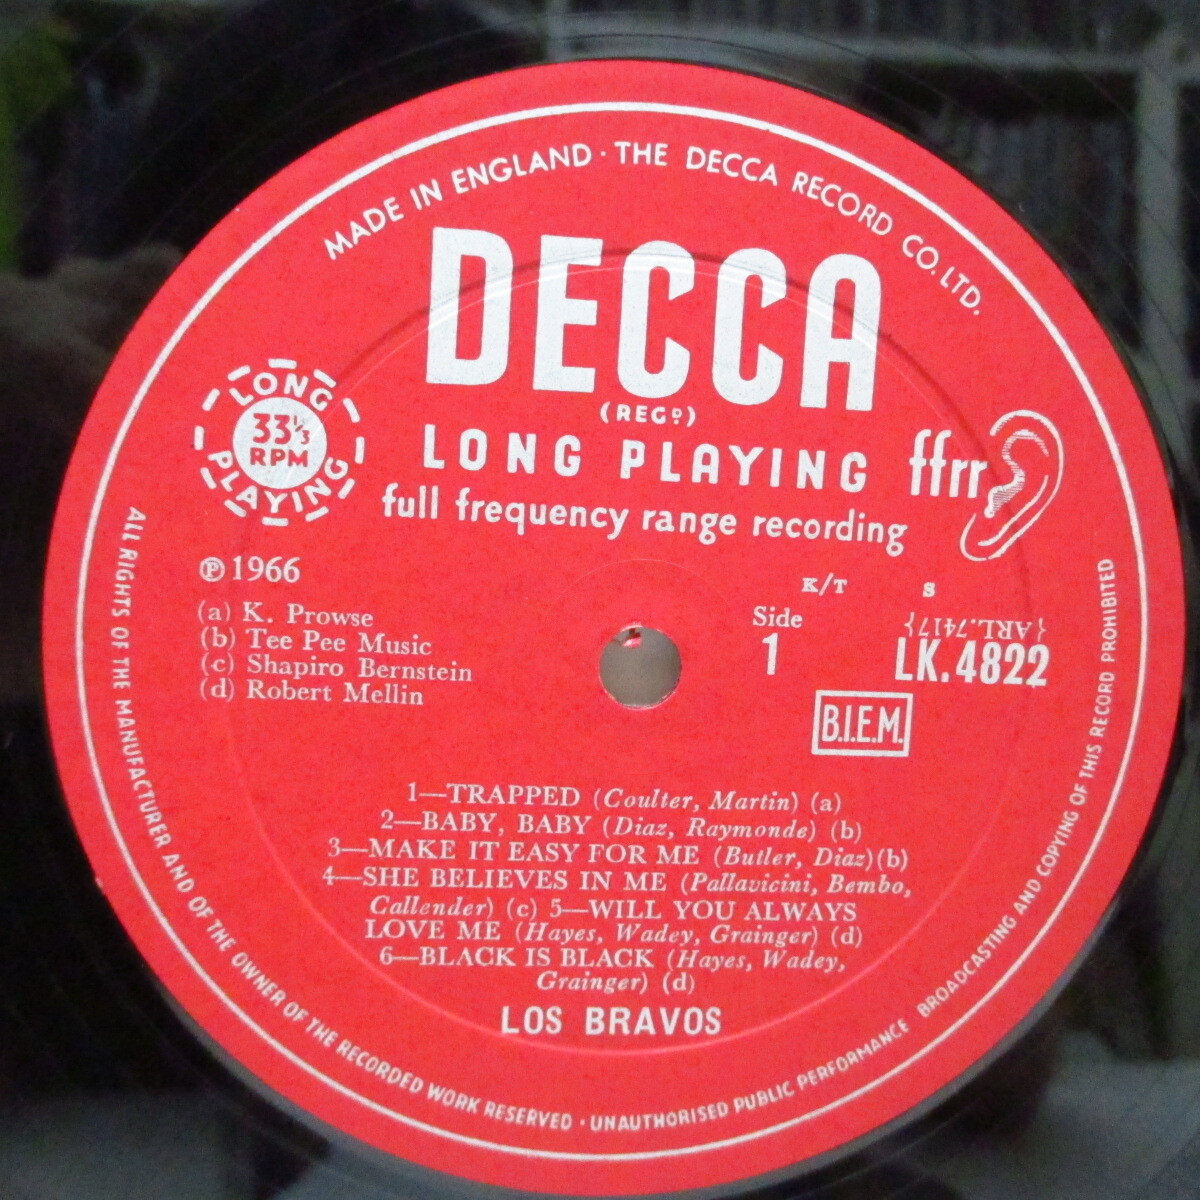 MADE IN ENGLAND · THE DECCA RECORD CO. LTD.
DECCA
(REGD.)
LONG PLAYING
ffrr
full frequency range recording
LONG
33⅓
RPM
PLAYING
℗ 1966
(a) K. Prowse
(b) Tee Pee Music
(c) Shapiro Bernstein
(d) Robert Mellin
K/T S
Side
1
{ARL.7417}
LK.4822
B.I.E.M.
1—TRAPPED (Coulter, Martin) (a)
2—BABY, BABY (Diaz, Raymonde) (b)
3—MAKE IT EASY FOR ME (Butler, Diaz)(b)
4—SHE BELIEVES IN ME (Pallavicini, Bembo,
Callender) (c) 5—WILL YOU ALWAYS
LOVE ME (Hayes, Wadey, Grainger) (d)
6—BLACK IS BLACK (Hayes, Wadey,
Grainger) (d)
LOS BRAVOS
ALL RIGHTS OF THE MANUFACTURER AND OF THE OWNER OF THE RECORDED WORK RESERVED · UNAUTHORISED PUBLIC PERFORMANCE BROADCASTING AND COPYING OF THIS RECORD PROHIBITED